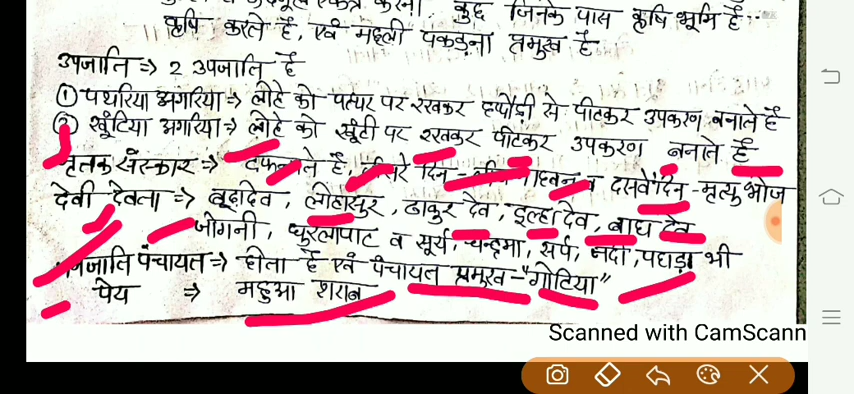 कुछ जिनके पास कृषि भूमि है
कृषि करते हैं, एवं मछली पकड़ना प्रमुख है
उपजाति ⇒ 2 उपजाति हैं
① पथरिया अगरिया ⇒ लोहे को पत्थर पर रखकर हथौड़ी से पीटकर उपकरण बनाते हैं
② खूंटिया अगरिया ⇒ लोहे को खूंटी पर रखकर पीटकर उपकरण बनाते हैं
मृतक संस्कार ⇒ दफनाते हैं, तीसरे दिन व दसवें दिन - मृत्यु भोज
देवी देवता ⇒ बूढ़ादेव, लोहासुर, ठाकुर देव, दुल्हा देव, बाघ देव
जोगनी, घुरलापाट व सूर्य, चन्द्रमा, सर्प, नदी, पहाड़ भी
जाति पंचायत ⇒ होता है एवं पंचायत प्रमुख - "गोटिया"
पेय ⇒ महुआ शराब
Scanned with CamScann